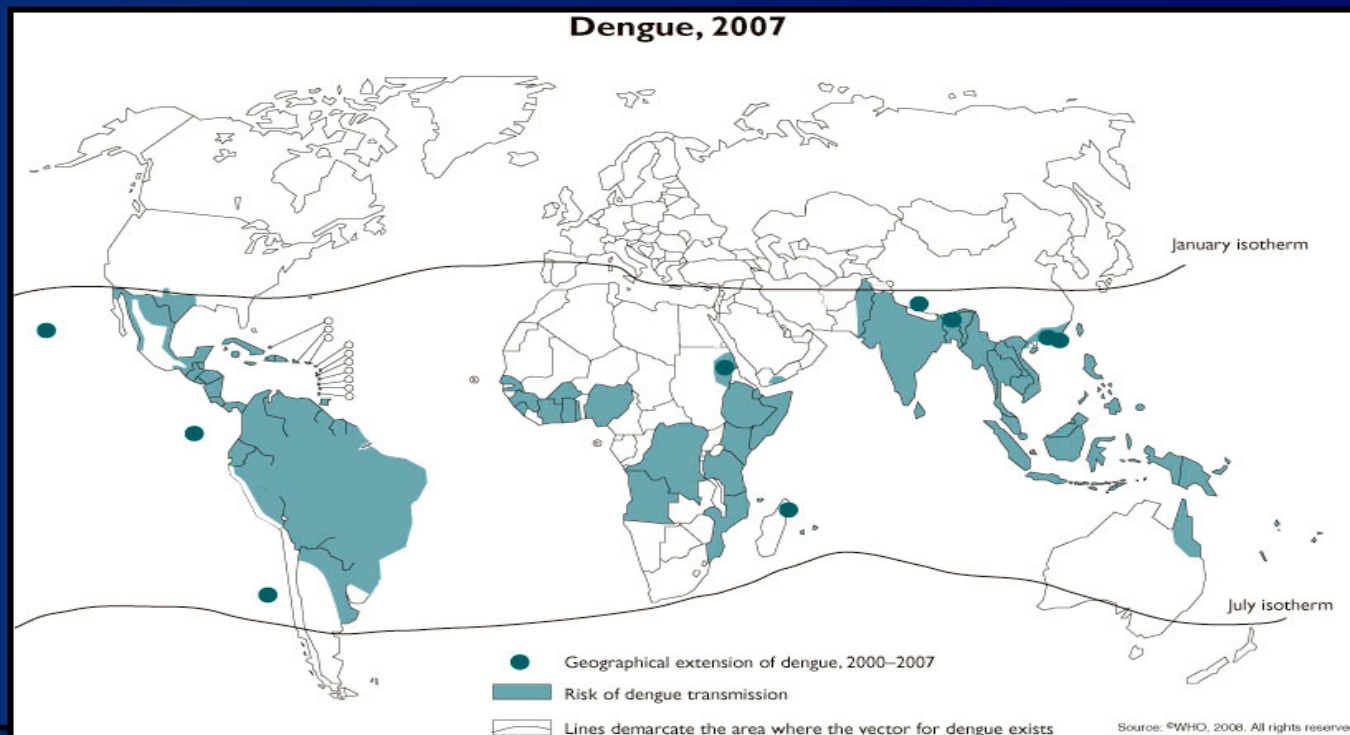 Dengue, 2007
January isotherm
July isotherm
Geographical extension of dengue, 2000–2007
Risk of dengue transmission
Lines demarcate the area where the vector for dengue exists
Source: ©WHO, 2008. All rights reserve